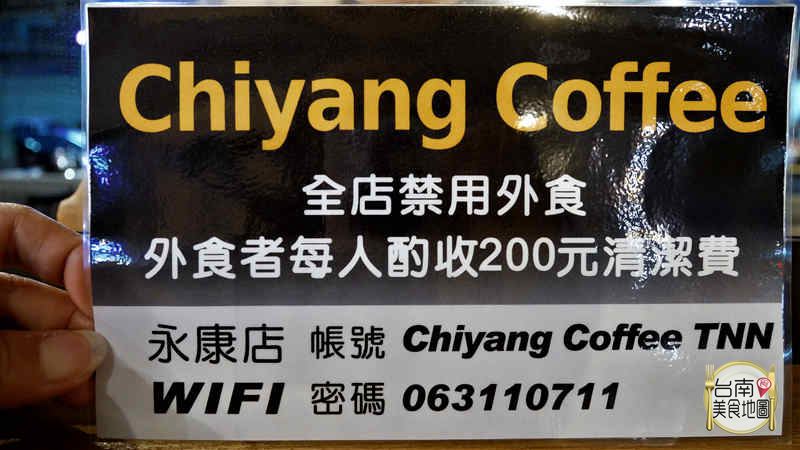 Chiyang Coffee
全店禁用外食
外食者每人酌收200元清潔費
永康店 帳號 Chiyang Coffee TNN
WIFI 密碼 063110711
台南
美食地圖